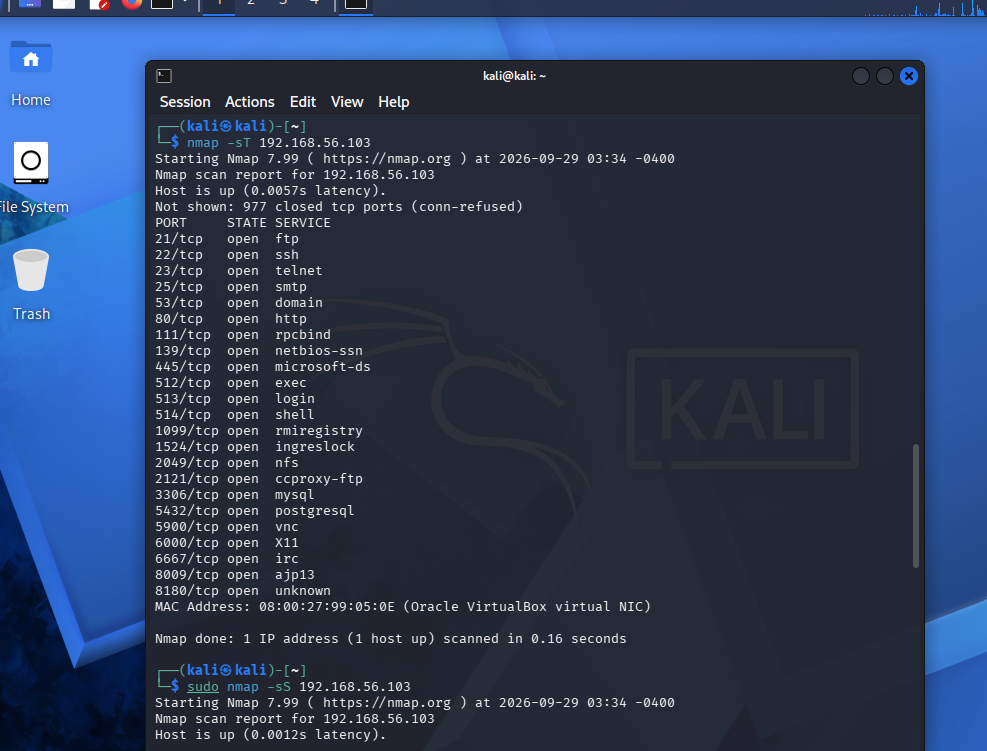 1 2 3 4
kali@kali: ~
Session Actions Edit View Help
Home
File System
Trash
┌──(kali㉿kali)-[~]
└─$ nmap -sT 192.168.56.103
Starting Nmap 7.99 ( https://nmap.org ) at 2026-09-29 03:34 -0400
Nmap scan report for 192.168.56.103
Host is up (0.0057s latency).
Not shown: 977 closed tcp ports (conn-refused)
PORT     STATE SERVICE
21/tcp   open  ftp
22/tcp   open  ssh
23/tcp   open  telnet
25/tcp   open  smtp
53/tcp   open  domain
80/tcp   open  http
111/tcp  open  rpcbind
139/tcp  open  netbios-ssn
445/tcp  open  microsoft-ds
512/tcp  open  exec
513/tcp  open  login
514/tcp  open  shell
1099/tcp open  rmiregistry
1524/tcp open  ingreslock
2049/tcp open  nfs
2121/tcp open  ccproxy-ftp
3306/tcp open  mysql
5432/tcp open  postgresql
5900/tcp open  vnc
6000/tcp open  X11
6667/tcp open  irc
8009/tcp open  ajp13
8180/tcp open  unknown
MAC Address: 08:00:27:99:05:0E (Oracle VirtualBox virtual NIC)
Nmap done: 1 IP address (1 host up) scanned in 0.16 seconds
┌──(kali㉿kali)-[~]
└─$ sudo nmap -sS 192.168.56.103
Starting Nmap 7.99 ( https://nmap.org ) at 2026-09-29 03:34 -0400
Nmap scan report for 192.168.56.103
Host is up (0.0012s latency).
KALI